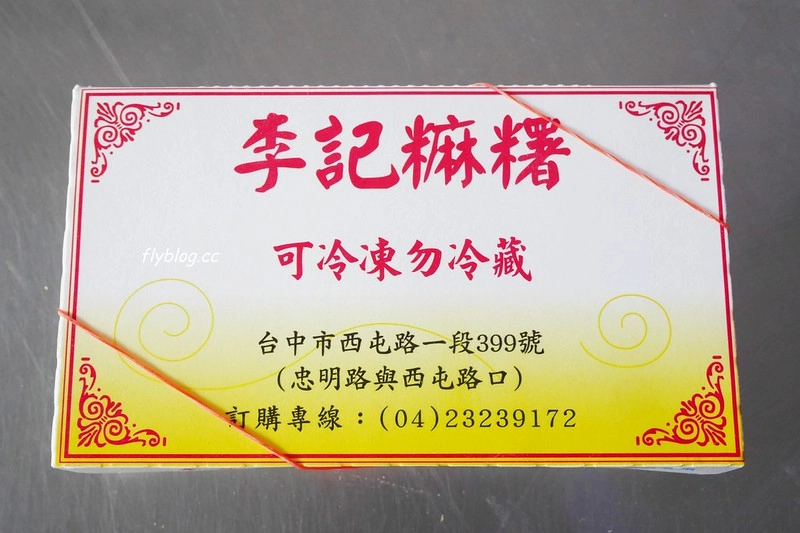 李記糜糬
flyblog.cc
可冷凍勿冷藏
台中市西屯路一段399號
(忠明路與西屯路口)
訂購專線：(04)23239172